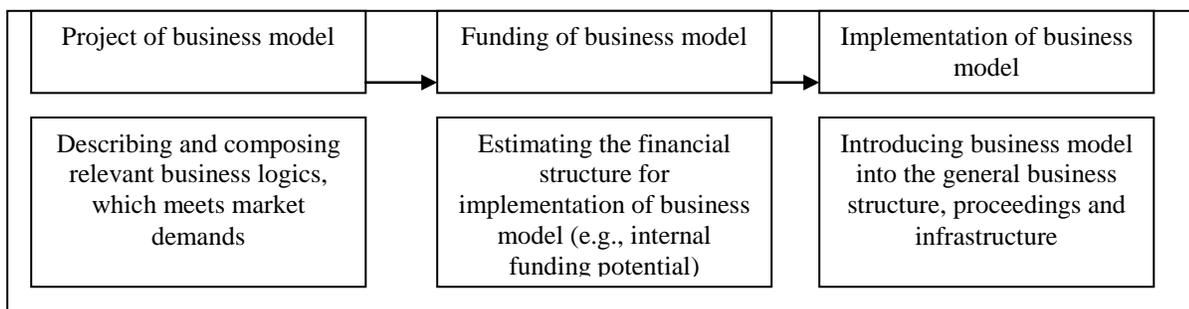 Project of business model
Funding of business model
Implementation of business
model
Describing and composing
relevant business logics,
which meets market
demands
Estimating the financial
structure for
implementation of business
model (e.g., internal
funding potential)
Introducing business model
into the general business
structure, proceedings and
infrastructure